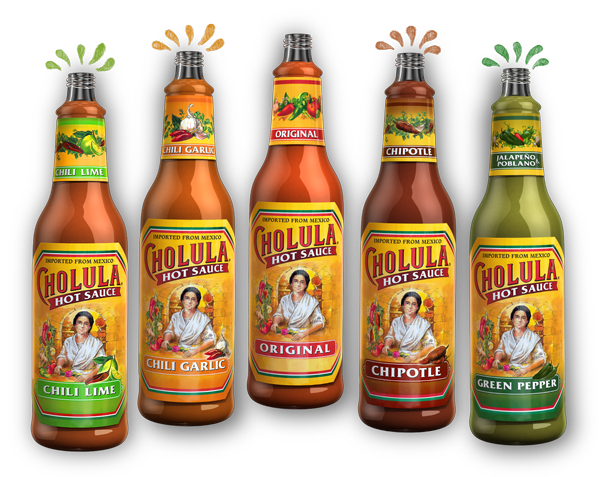 CHILI LIME
IMPORTED FROM MEXICO
CHOLULA®
HOT SAUCE
CHILI LIME
CHILI GARLIC
IMPORTED FROM MEXICO
CHOLULA®
HOT SAUCE
CHILI GARLIC
ORIGINAL
IMPORTED FROM MEXICO
CHOLULA®
HOT SAUCE
ORIGINAL
CHIPOTLE
IMPORTED FROM MEXICO
CHOLULA®
HOT SAUCE
CHIPOTLE
JALAPEÑO &
POBLANO
IMPORTED FROM MEXICO
CHOLULA®
HOT SAUCE
GREEN PEPPER